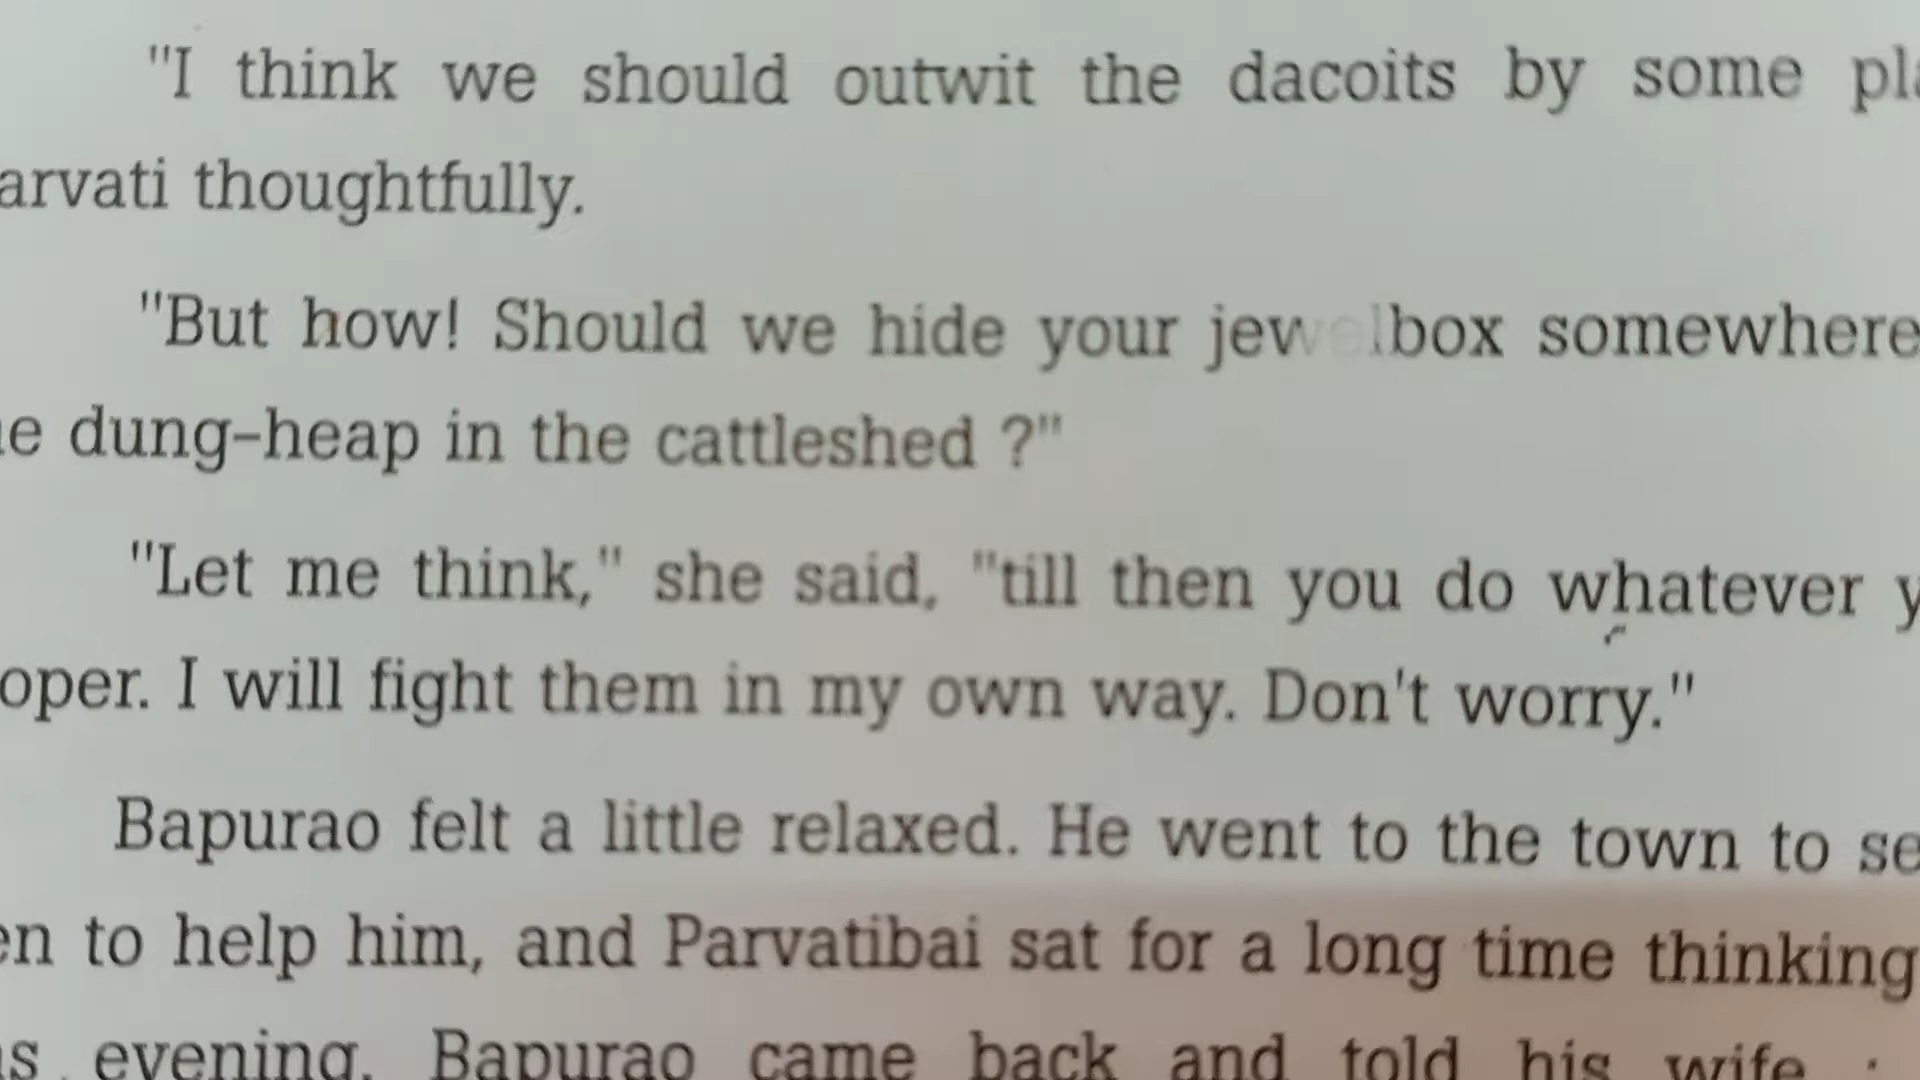 "I think we should outwit the dacoits by some
arvati thoughtfully.
"But how! Should we hide your jewelbox somewhere
dung-heap in the cattleshed ?"
"Let me think," she said, "till then you do whatever
oper. I will fight them in my own way. Don't worry."
Bapurao felt a little relaxed. He went to the town to
to help him, and Parvatibai sat for a long time thinking
evening. Bapurao came back and told his wife :